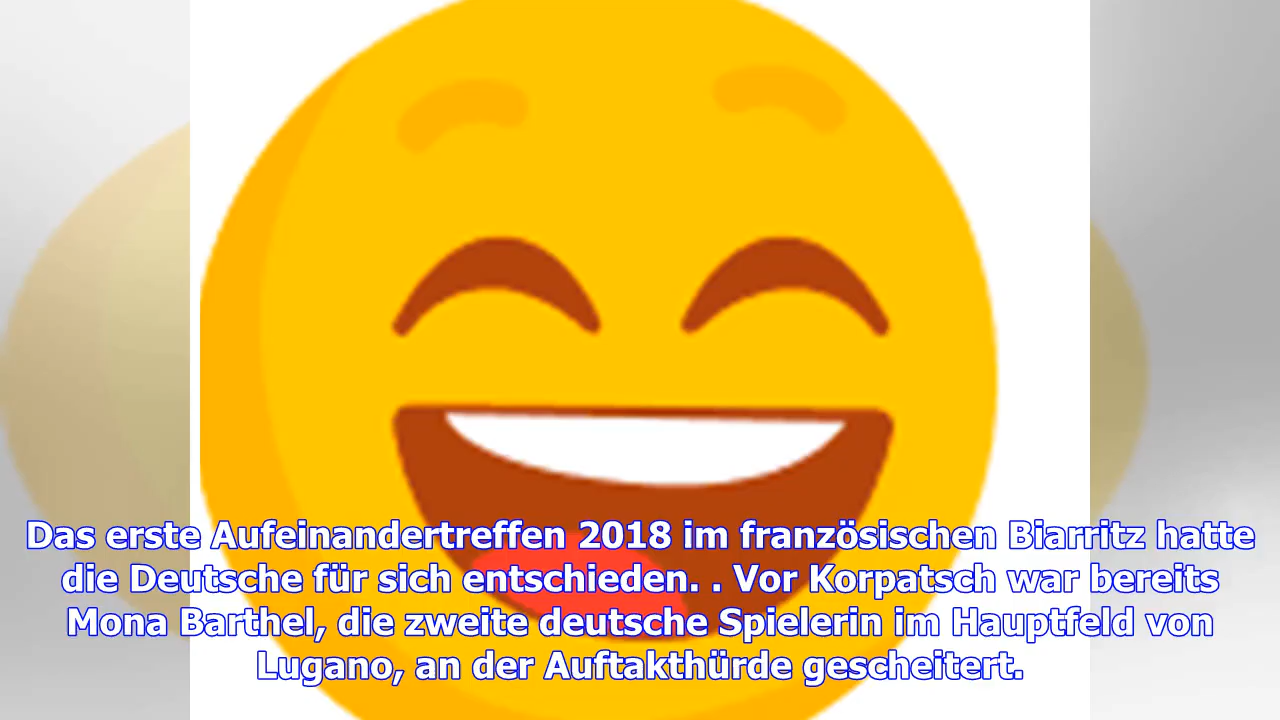 Das erste Aufeinandertreffen 2018 im französischen Biarritz hatte
die Deutsche für sich entschieden. . Vor Korpatsch war bereits
Mona Barthel, die zweite deutsche Spielerin im Hauptfeld von
Lugano, an der Auftakthürde gescheitert.